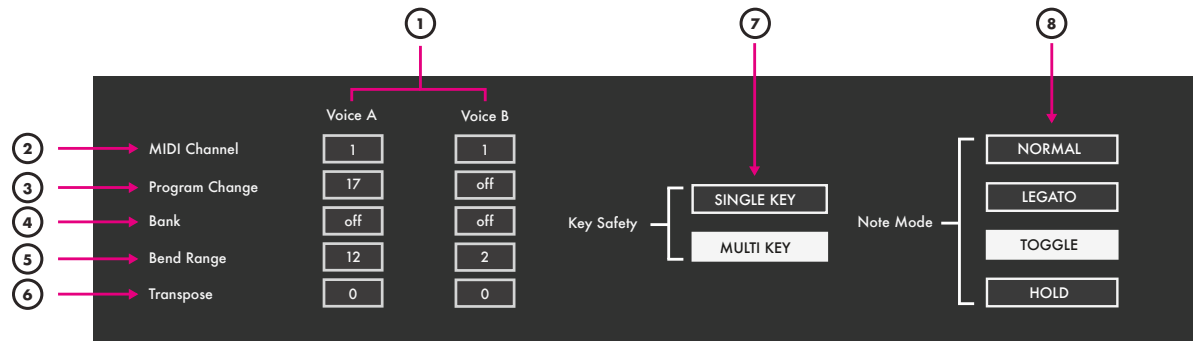 1 7 8
Voice A Voice B
2 MIDI Channel 1 1 NORMAL
3 Program Change 17 off SINGLE KEY LEGATO
4 Bank off off Key Safety Note Mode
5 Bend Range 12 2 MULTI KEY TOGGLE
6 Transpose 0 0 HOLD